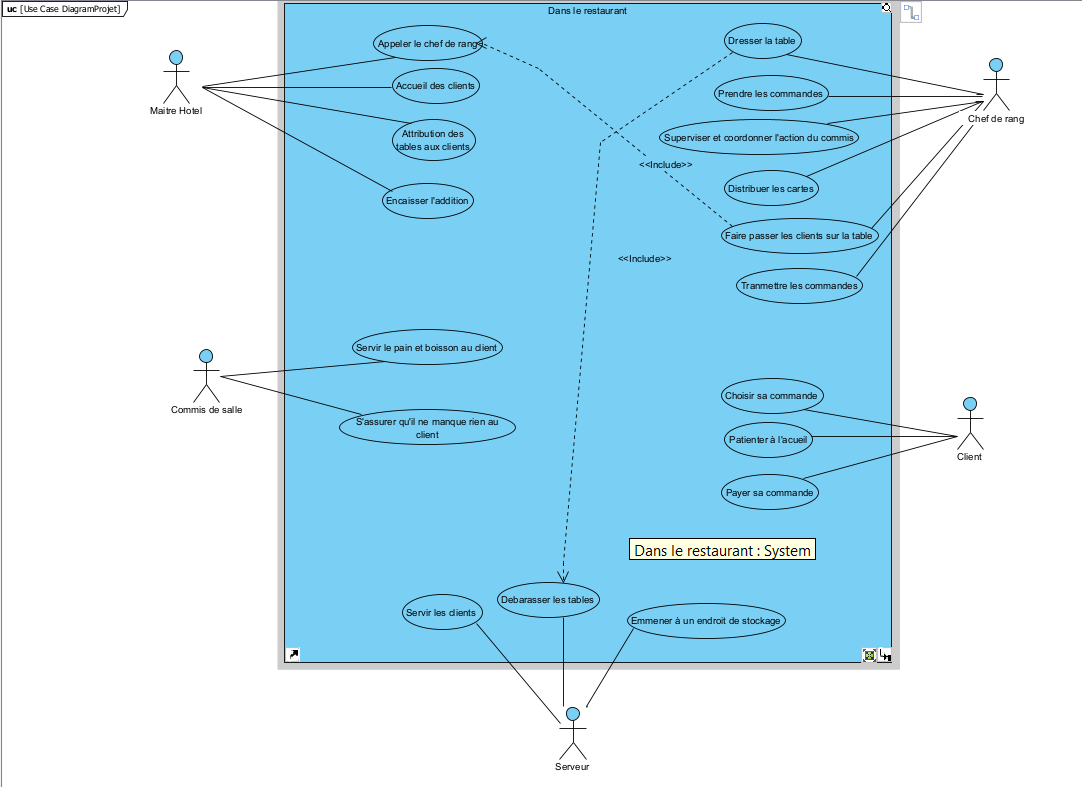 uc [Use Case DiagramProjet]
Dans le restaurant
Appeler le chef de rang
Dresser la table
Maitre Hotel
Accueil des clients
Prendre les commandes
Chef de rang
Attribution des
tables aux clients
Superviser et coordonner l'action du commis
<<Include>>
Distribuer les cartes
Encaisser l'addition
Faire passer les clients sur la table
<<Include>>
Tranmettre les commandes
Servir le pain et boisson au client
Commis de salle
Choisir sa commande
S'assurer qu'il ne manque rien au
client
Patienter à l'acueil
Client
Payer sa commande
Dans le restaurant : System
Servir les clients
Debarasser les tables
Emmener à un endroit de stockage
Serveur